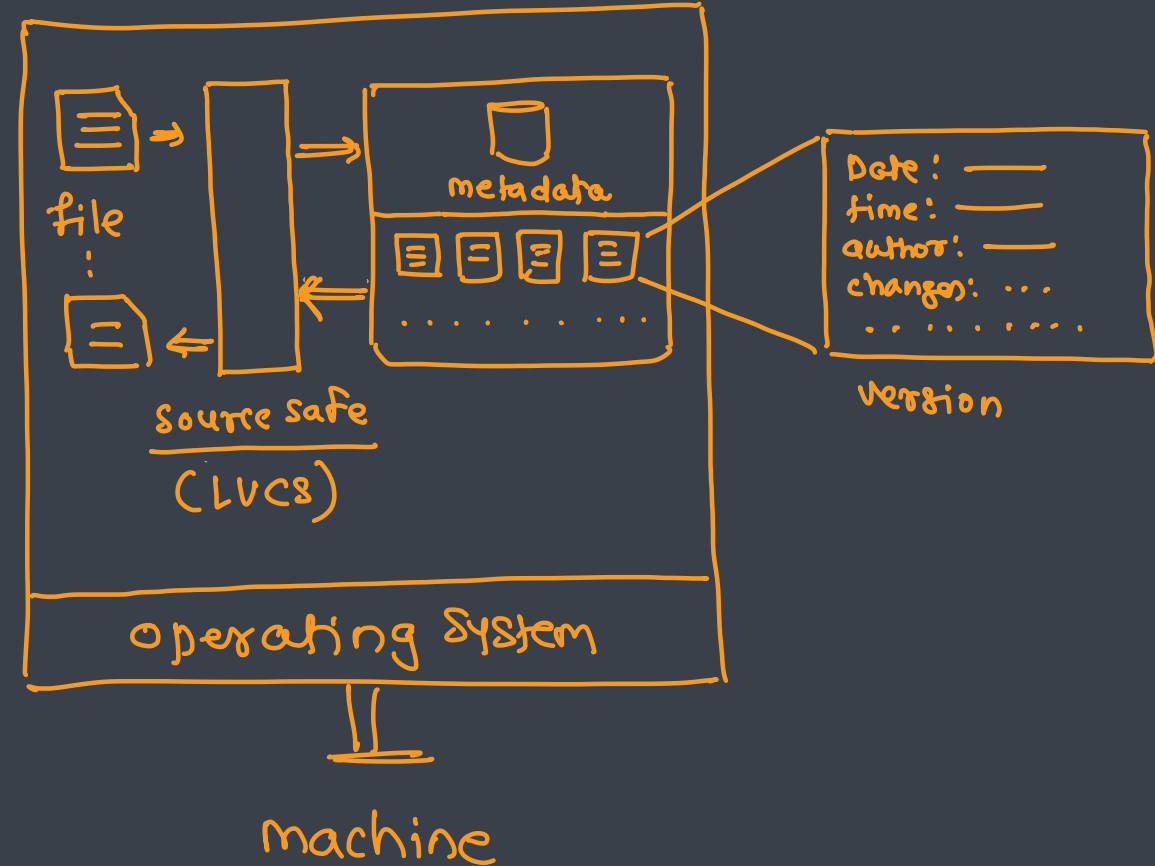 file
metadata
Date:
time:
author:
changes: ...
version
source safe
(LVCS)
operating system
machine